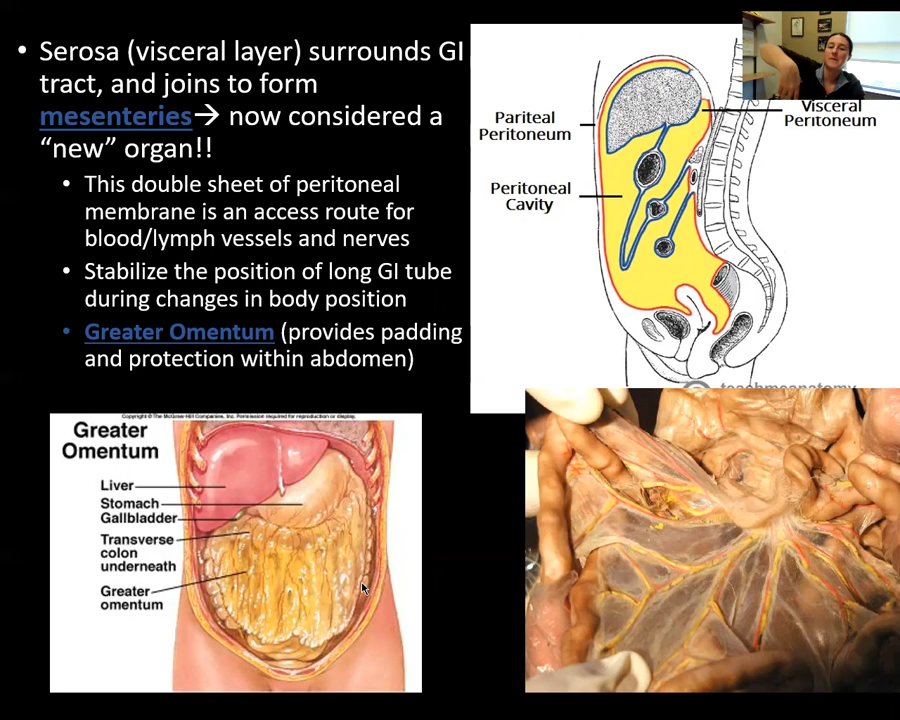 • Serosa (visceral layer) surrounds GI
tract, and joins to form
mesenteries→ now considered a
“new” organ!!
• This double sheet of peritoneal
membrane is an access route for
blood/lymph vessels and nerves
• Stabilize the position of long GI tube
during changes in body position
• Greater Omentum (provides padding
and protection within abdomen)
Pariteal
Peritoneum
Visceral
Peritoneum
Peritoneal
Cavity
teachmeanatomy
Copyright © The McGraw-Hill Companies, Inc. Permission required for reproduction or display.
Greater
Omentum
Liver
Stomach
Gallbladder
Transverse
colon
underneath
Greater
omentum